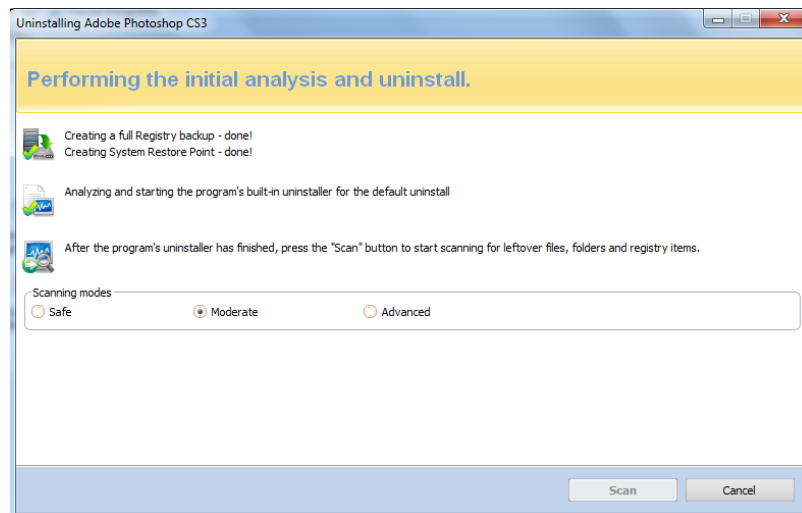 Uninstalling Adobe Photoshop CS3
Performing the initial analysis and uninstall.
Creating a full Registry backup - done!
Creating System Restore Point - done!
Analyzing and starting the program's built-in uninstaller for the default uninstall
After the program's uninstaller has finished, press the "Scan" button to start scanning for leftover files, folders and registry items.
Scanning modes
Safe Moderate Advanced
Scan Cancel